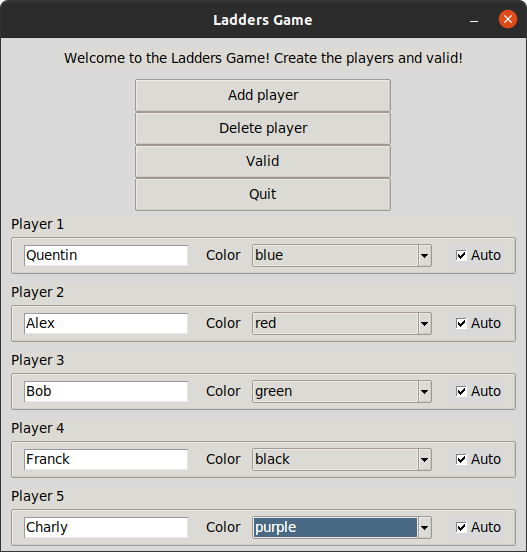 Ladders Game
Welcome to the Ladders Game! Create the players and valid!
Add player
Delete player
Valid
Quit
Player 1
Quentin Color blue Auto
Player 2
Alex Color red Auto
Player 3
Bob Color green Auto
Player 4
Franck Color black Auto
Player 5
Charly Color purple Auto